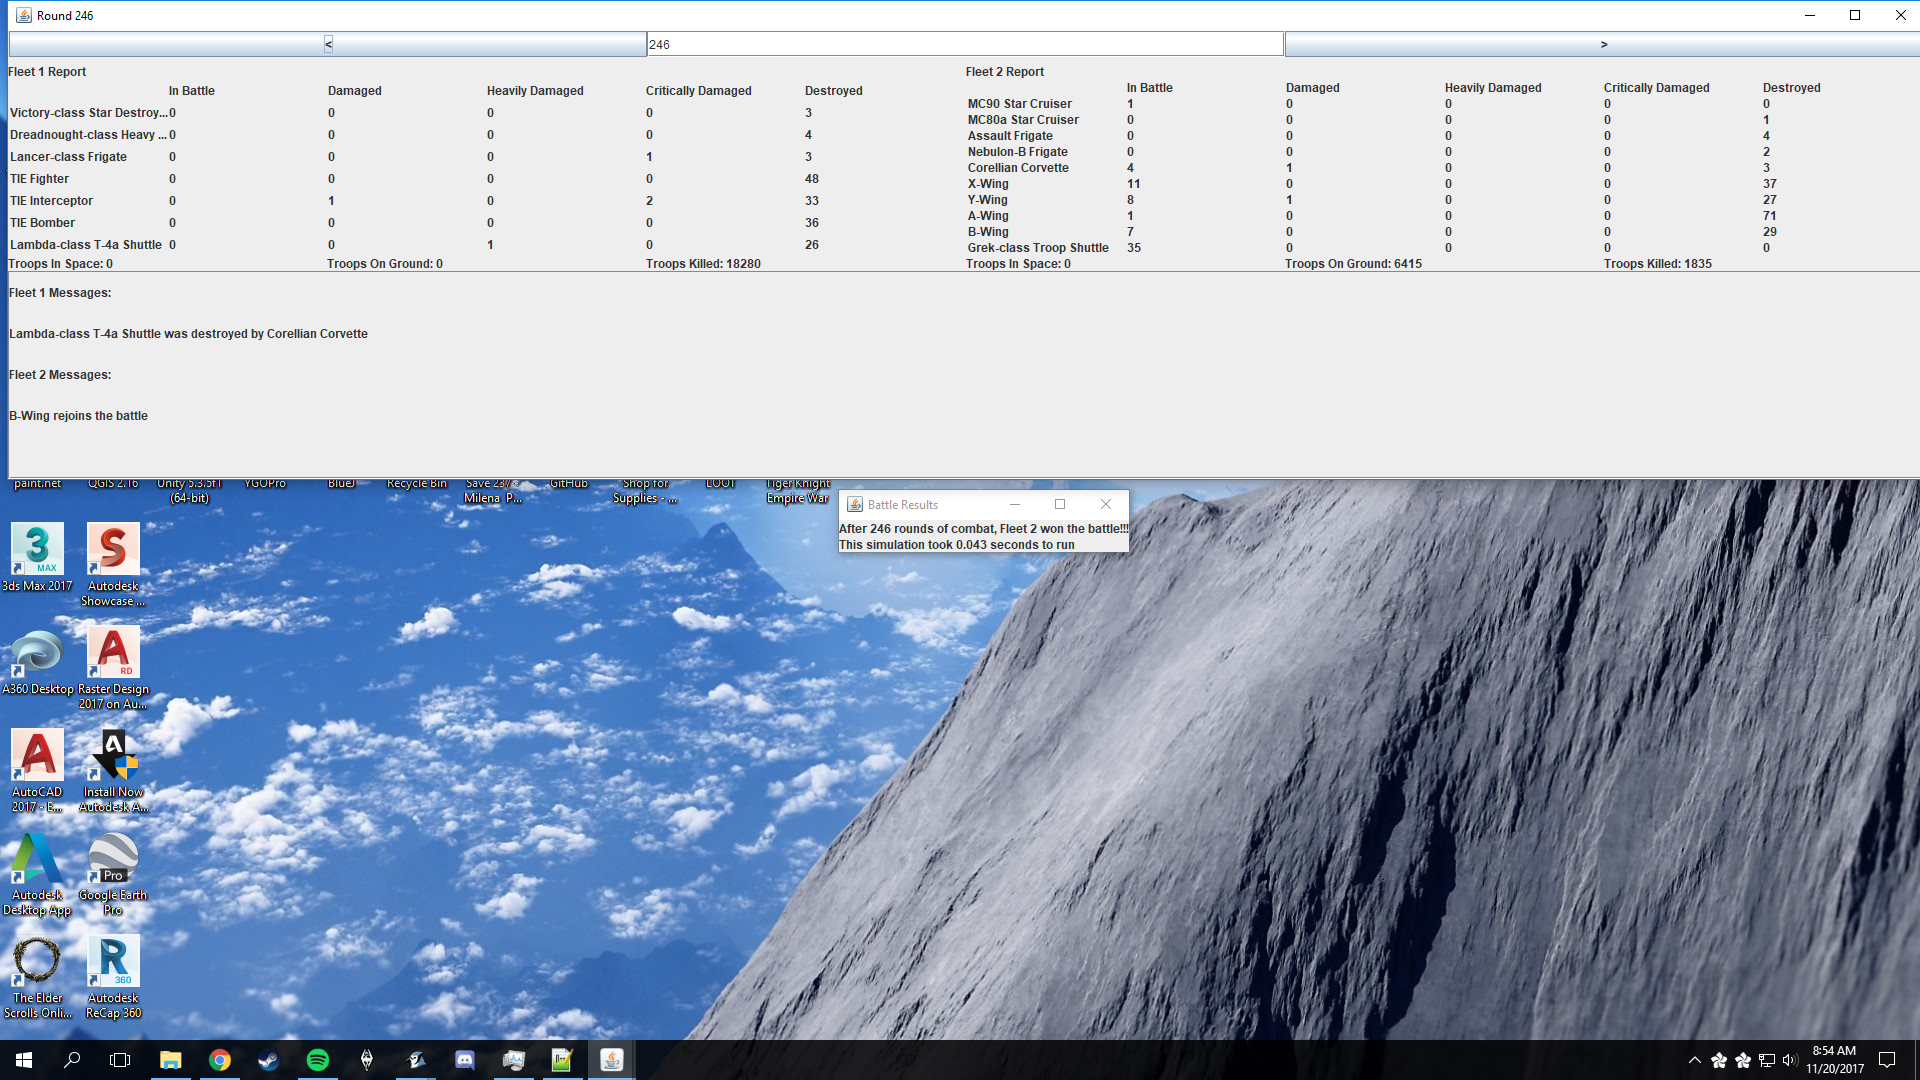 Round 246
<
246
>
Fleet 1 Report
In Battle Damaged Heavily Damaged Critically Damaged Destroyed
Victory-class Star Destroy... 0 0 0 0 3
Dreadnought-class Heavy ... 0 0 0 0 4
Lancer-class Frigate 0 0 0 1 3
TIE Fighter 0 0 0 0 48
TIE Interceptor 0 1 0 2 33
TIE Bomber 0 0 0 0 36
Lambda-class T-4a Shuttle 0 0 1 0 26
Troops In Space: 0 Troops On Ground: 0 Troops Killed: 18280
Fleet 2 Report
In Battle Damaged Heavily Damaged Critically Damaged Destroyed
MC90 Star Cruiser 1 0 0 0 0
MC80a Star Cruiser 0 0 0 0 1
Assault Frigate 0 0 0 0 4
Nebulon-B Frigate 0 0 0 0 2
Corellian Corvette 4 1 0 0 3
X-Wing 11 0 0 0 37
Y-Wing 8 1 0 0 27
A-Wing 1 0 0 0 71
B-Wing 7 0 0 0 29
Grek-class Troop Shuttle 35 0 0 0 0
Troops In Space: 0 Troops On Ground: 6415 Troops Killed: 1835
Fleet 1 Messages:
Lambda-class T-4a Shuttle was destroyed by Corellian Corvette
Fleet 2 Messages:
B-Wing rejoins the battle
paint.net
QGIS 2.16
Unity 5.3.5f1
(64-bit)
YGOPro
BlueJ
Recycle Bin
Save 237 -
Milena P...
GitHub
Shop for
Supplies - ...
LOOT
Tiger Knight
Empire War
Battle Results
After 246 rounds of combat, Fleet 2 won the battle!!!
This simulation took 0.043 seconds to run
3
MAX
3ds Max 2017
S
Autodesk
Showcase ...
A360 Desktop
A
RD
Raster Design
2017 on Au...
A
AutoCAD
2017 - E...
A
Install Now
Autodesk A...
Autodesk
Desktop App
Pro
Google Earth
Pro
The Elder
Scrolls Onli...
R
360
Autodesk
ReCap 360
8:54 AM
11/20/2017